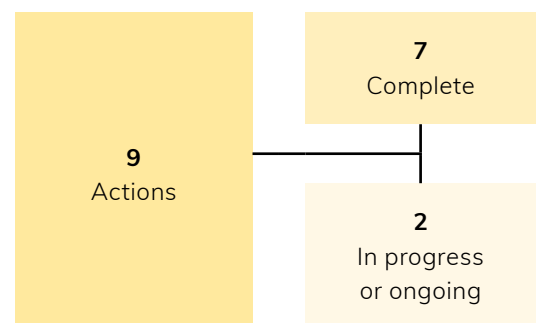 9
Actions
7
Complete
2
In progress
or ongoing